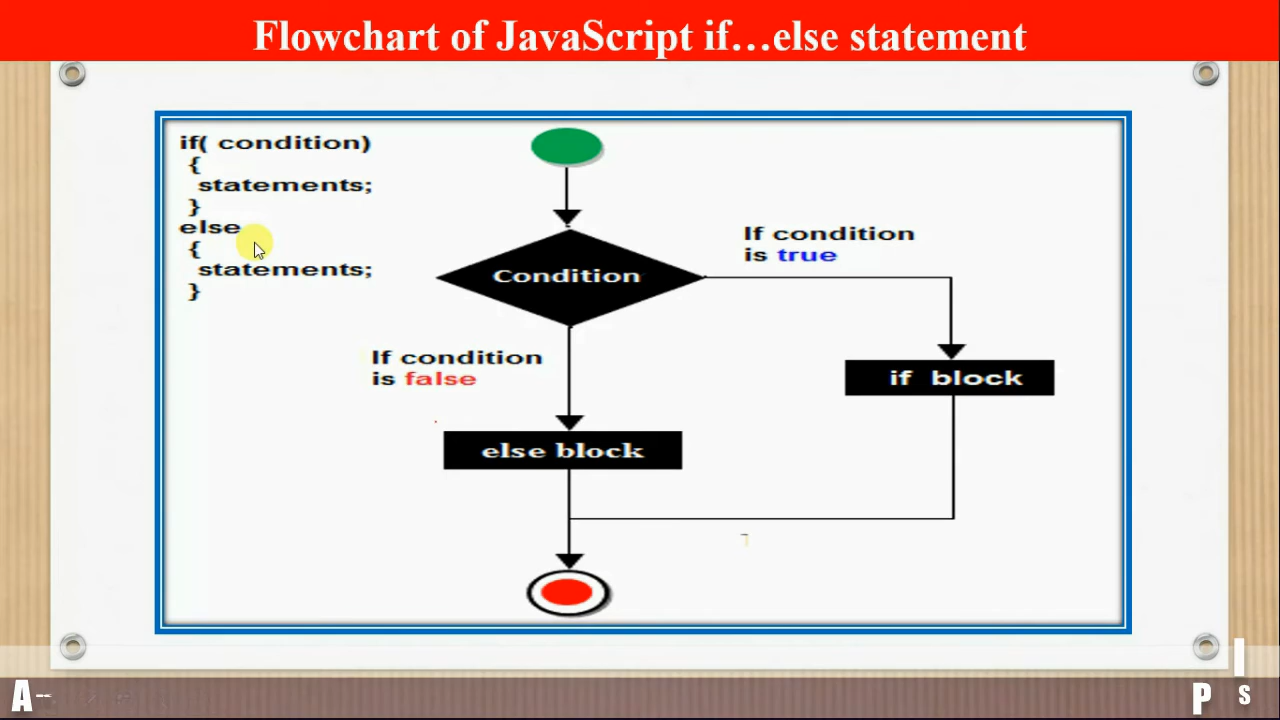 Flowchart of JavaScript if...else statement
if( condition)
{
statements;
}
else
{
statements;
}
Condition
If condition
is true
If condition
is false
if block
else block
A--
I
P S